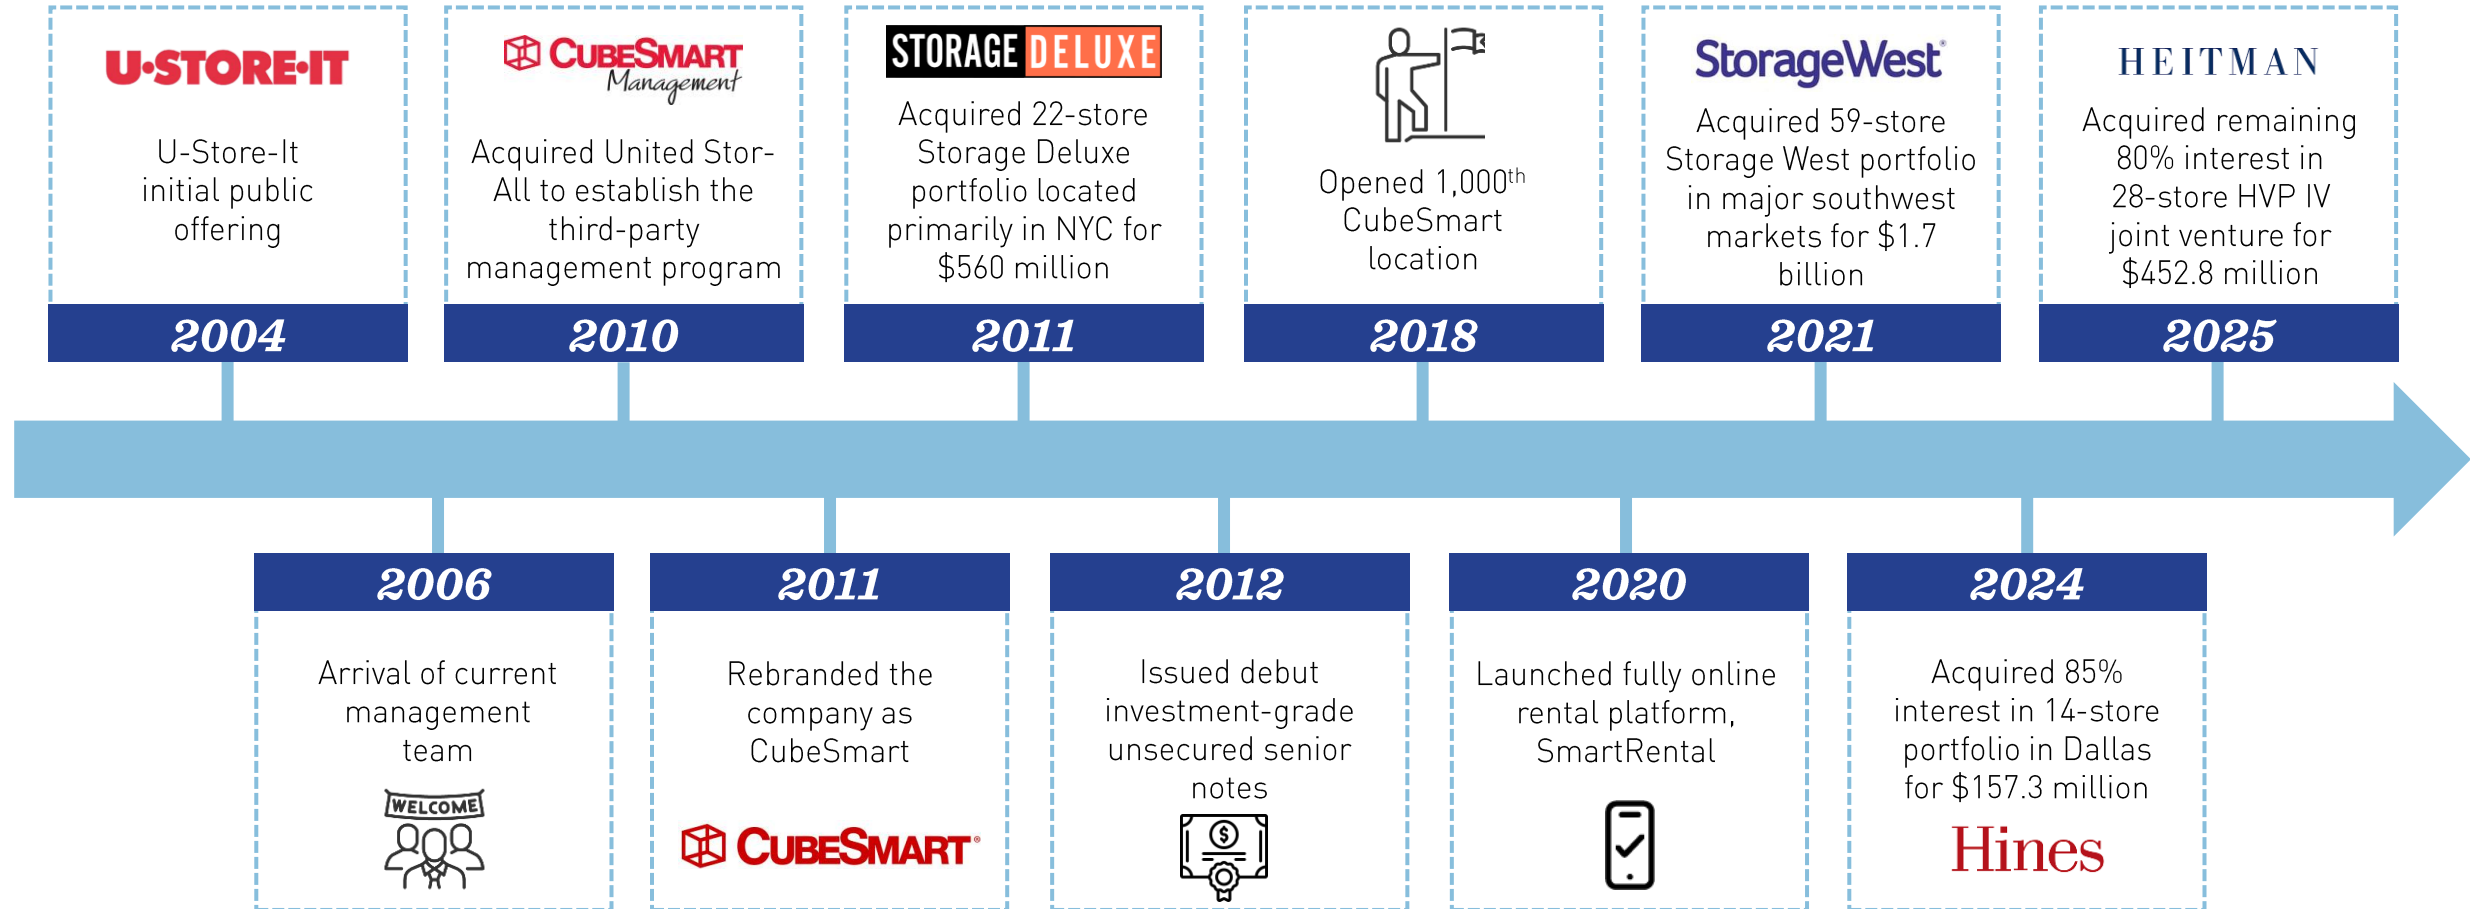 U-STORE-IT
U-Store-It
initial public
offering
2004
CUBESMART
Management
Acquired United Stor-
All to establish the
third-party
management program
2010
STORAGE DELUXE
Acquired 22-store
Storage Deluxe
portfolio located
primarily in NYC for
$560 million
2011
Opened 1,000th
CubeSmart
location
2018
StorageWest
Acquired 59-store
Storage West portfolio
in major southwest
markets for $1.7
billion
2021
HEITMAN
Acquired remaining
80% interest in
28-store HVP IV
joint venture for
$452.8 million
2025
2006
Arrival of current
management
team
WELCOME
2011
Rebranded the
company as
CubeSmart
CUBESMART®
2012
Issued debut
investment-grade
unsecured senior
notes
$
2020
Launched fully online
rental platform,
SmartRental
2024
Acquired 85%
interest in 14-store
portfolio in Dallas
for $157.3 million
Hines